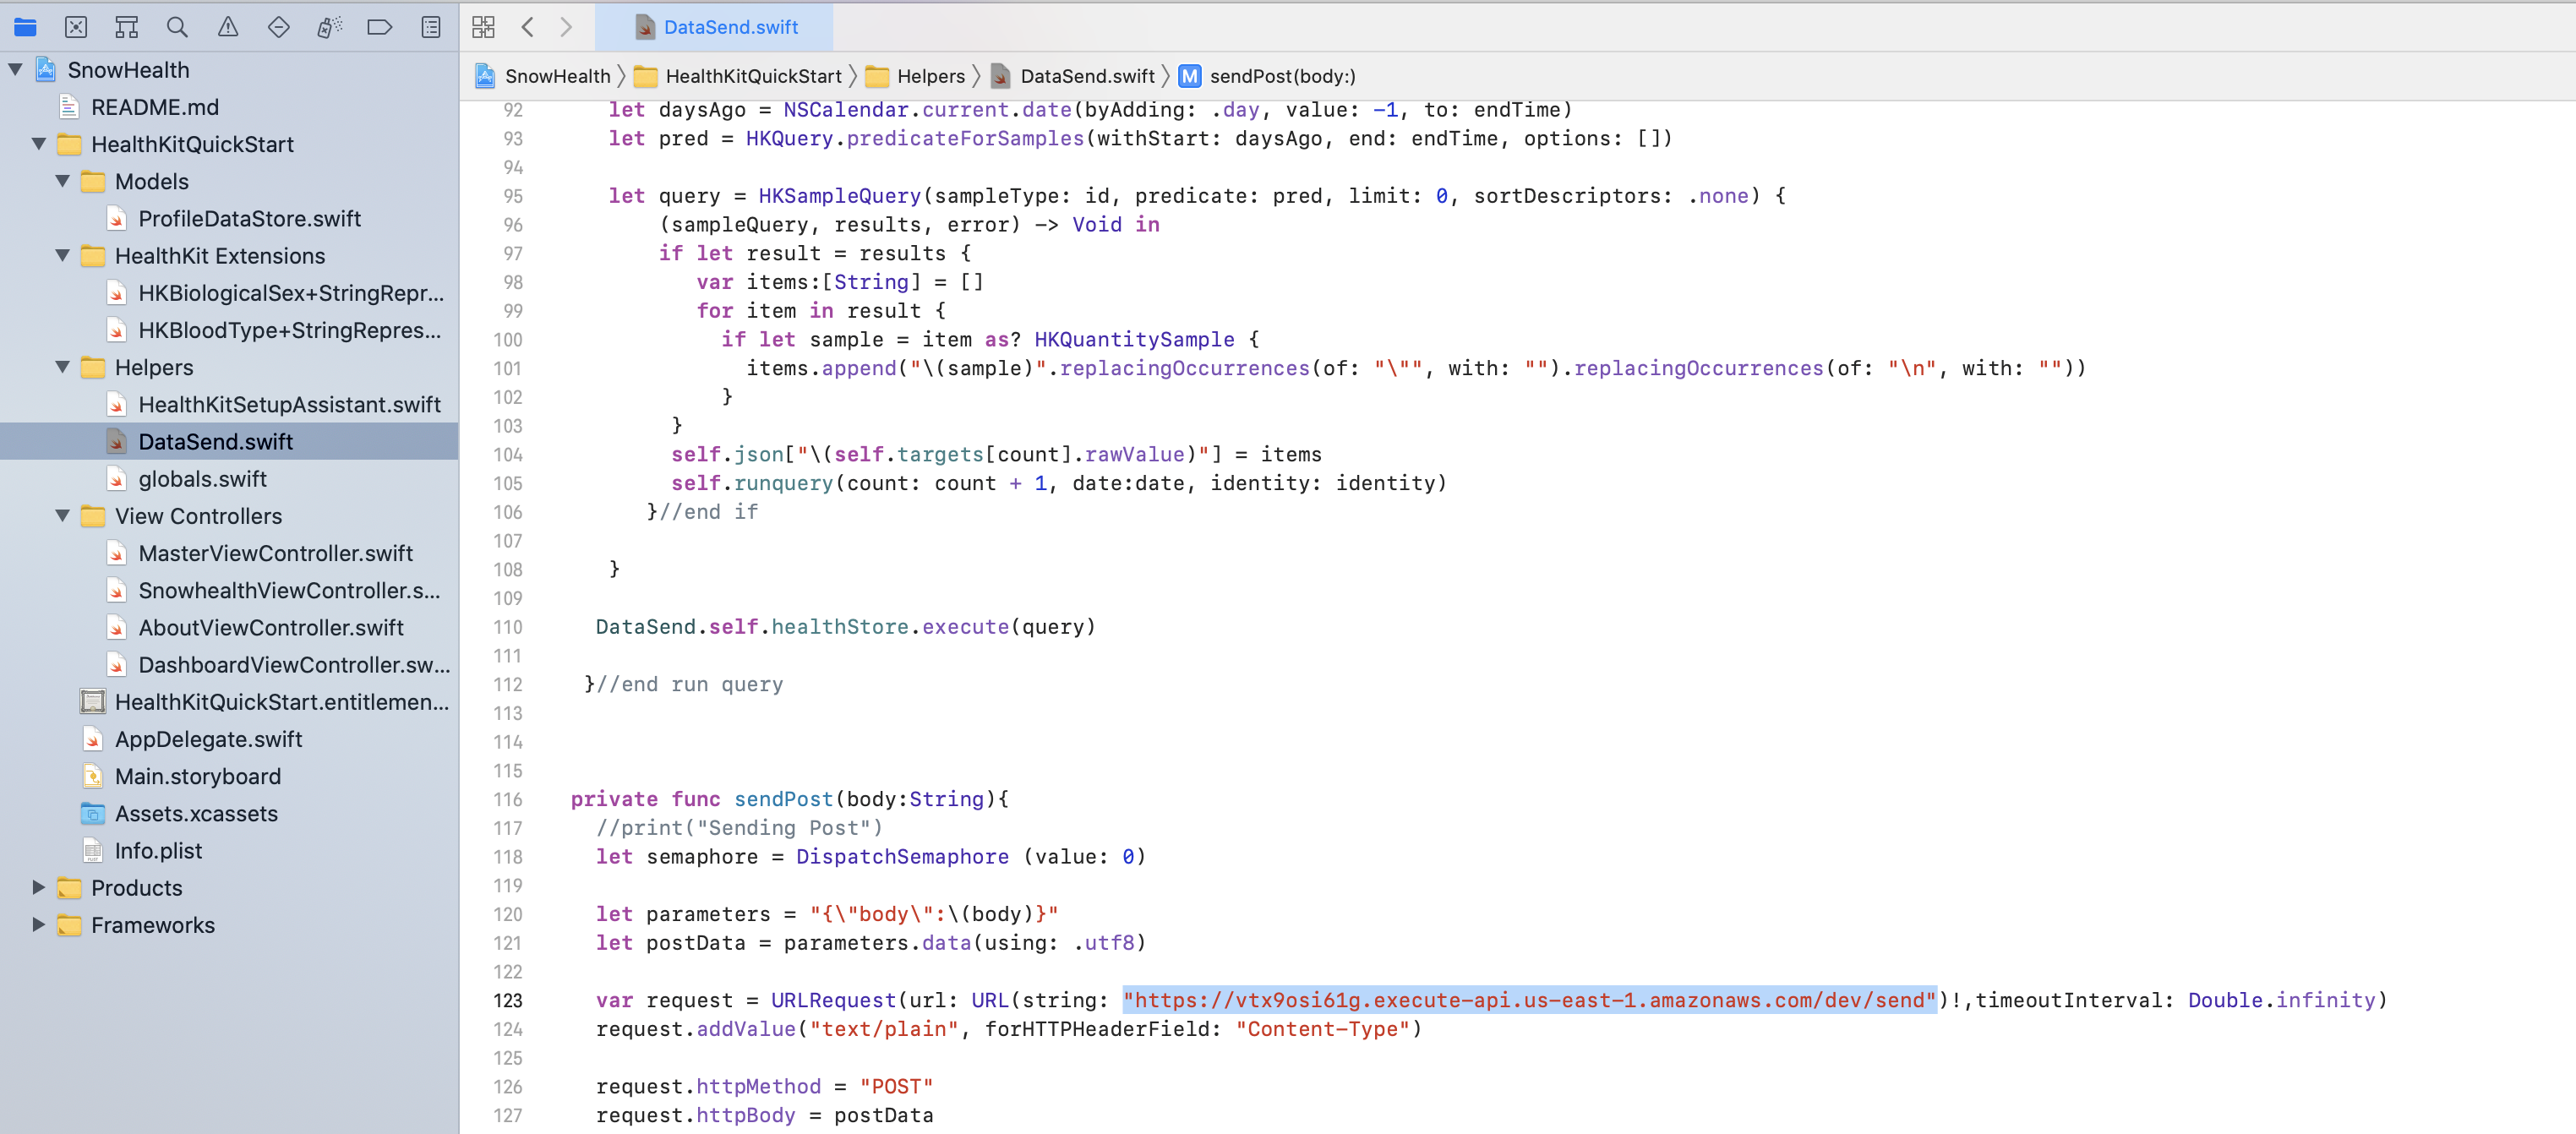 DataSend.swift
SnowHealth
README.md
HealthKitQuickStart
Models
ProfileDataStore.swift
HealthKit Extensions
HKBiologicalSex+StringRepr...
HKBloodType+StringRepres...
Helpers
HealthKitSetupAssistant.swift
DataSend.swift
globals.swift
View Controllers
MasterViewController.swift
SnowhealthViewController.s...
AboutViewController.swift
DashboardViewController.sw...
HealthKitQuickStart.entitlemen...
AppDelegate.swift
Main.storyboard
Assets.xcassets
Info.plist
Products
Frameworks
SnowHealth HealthKitQuickStart Helpers DataSend.swift M sendPost(body:)
92 let daysAgo = NSCalendar.current.date(byAdding: .day, value: -1, to: endTime)
93 let pred = HKQuery.predicateForSamples(withStart: daysAgo, end: endTime, options: [])
94
95 let query = HKSampleQuery(sampleType: id, predicate: pred, limit: 0, sortDescriptors: .none) {
96 (sampleQuery, results, error) -> Void in
97 if let result = results {
98 var items:[String] = []
99 for item in result {
100 if let sample = item as? HKQuantitySample {
101 items.append("\(sample)".replacingOccurrences(of: "\"", with: "").replacingOccurrences(of: "\n", with: ""))
102 }
103 }
104 self.json["\(self.targets[count].rawValue)"] = items
105 self.runquery(count: count + 1, date:date, identity: identity)
106 }//end if
107
108 }
109
110 DataSend.self.healthStore.execute(query)
111
112 }//end run query
113
114
115
116 private func sendPost(body:String){
117 //print("Sending Post")
118 let semaphore = DispatchSemaphore (value: 0)
119
120 let parameters = "{\"body\":\(body)}"
121 let postData = parameters.data(using: .utf8)
122
123 var request = URLRequest(url: URL(string: "https://vtx9osi61g.execute-api.us-east-1.amazonaws.com/dev/send")!,timeoutInterval: Double.infinity)
124 request.addValue("text/plain", forHTTPHeaderField: "Content-Type")
125
126 request.httpMethod = "POST"
127 request.httpBody = postData